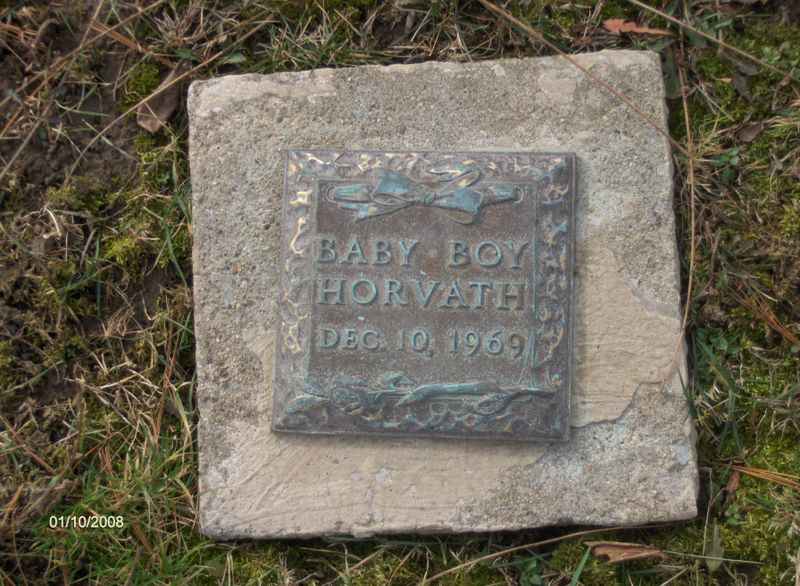 BABY BOY
HORVATH
DEC. 10, 1969
01/10/2008